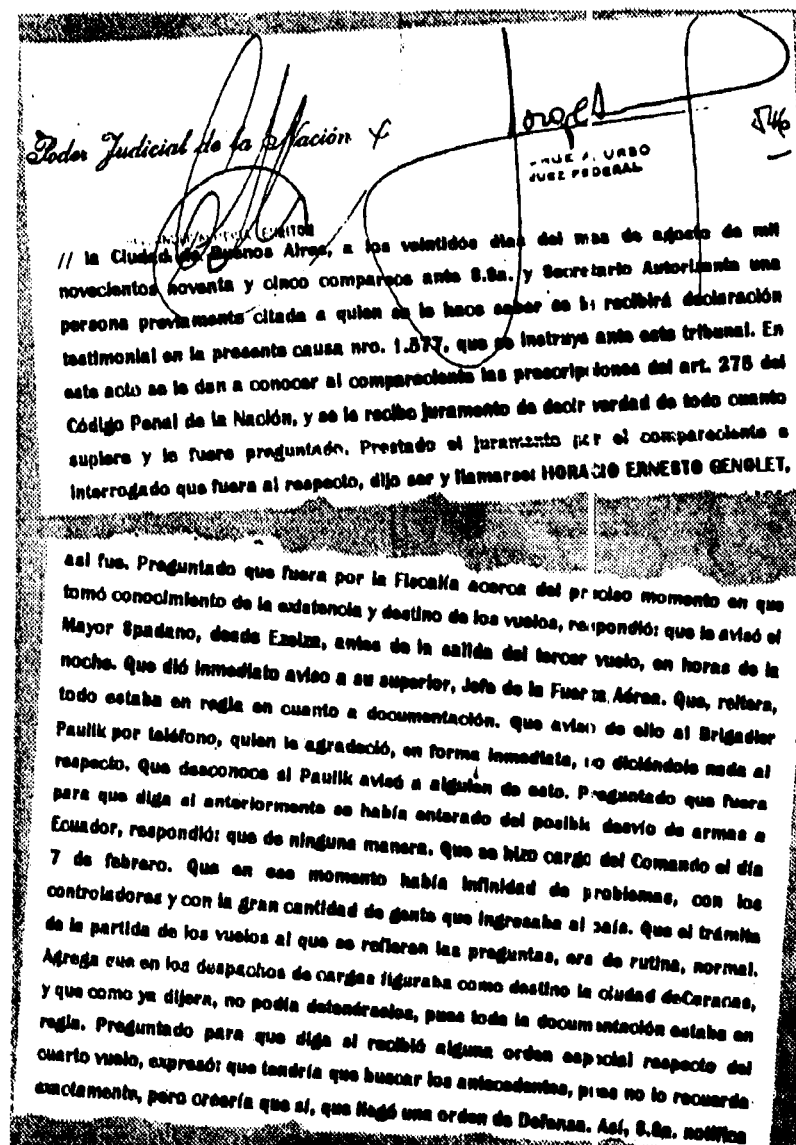 Poder Judicial de la Nación
JORGE A. URSO
JUEZ FEDERAL
// la Ciudad de Buenos Aires, a los veintidós días del mes de agosto de mil
novecientos noventa y cinco comparece ante S.Sa. y Secretario Autorizante una
persona previamente citada a quien se le hace saber se le recibirá declaración
testimonial en la presente causa nro. 1.577, que se instruye ante este tribunal. En
este acto se le dan a conocer al compareciente las prescripciones del art. 275 del
Código Penal de la Nación, y se le recibe juramento de decir verdad de todo cuanto
supiere y le fuere preguntado. Prestado el juramento por el compareciente e
interrogado que fuera al respecto, dijo ser y llamarse: HORACIO ERNESTO GENOLET,
así fue. Preguntado que fuera por la Fiscalía acerca del preciso momento en que
tomó conocimiento de la existencia y destino de los vuelos, respondió: que le avisó el
Mayor Spadano, desde Ezeiza, antes de la salida del tercer vuelo, en horas de la
noche. Que dió inmediato aviso a su superior, Jefe de la Fuerza Aérea. Que, reitera,
todo estaba en regla en cuanto a documentación. que aviso de ello al Brigadier
Paulik por teléfono, quien le agradeció, en forma inmediata, no diciéndole nada al
respecto. Que desconoce si Paulik avisó a alguien de esto. Preguntado que fuera
para que diga si anteriormente se había enterado del posible desvío de armas a
Ecuador, respondió: que de ninguna manera. Que se hizo cargo del Comando el día
7 de febrero. Que en ese momento había infinidad de problemas, con los
controladores y con la gran cantidad de gente que ingresaba al país. Que el trámite
de la partida de los vuelos al que se refieren las preguntas, era de rutina, normal.
Agrega que en los despachos de cargas figuraba como destino la ciudad deCaracas,
y que como ya dijera, no podía detenérselos, pues toda la documentación estaba en
regla. Preguntado para que diga si recibió alguna orden especial respecto del
cuarto vuelo, expresó: que tendría que buscar los antecedentes, pues no lo recuerda
exactamente, pero creería que sí, que llegó una orden de Defensa. Así, S.Sa. notifica